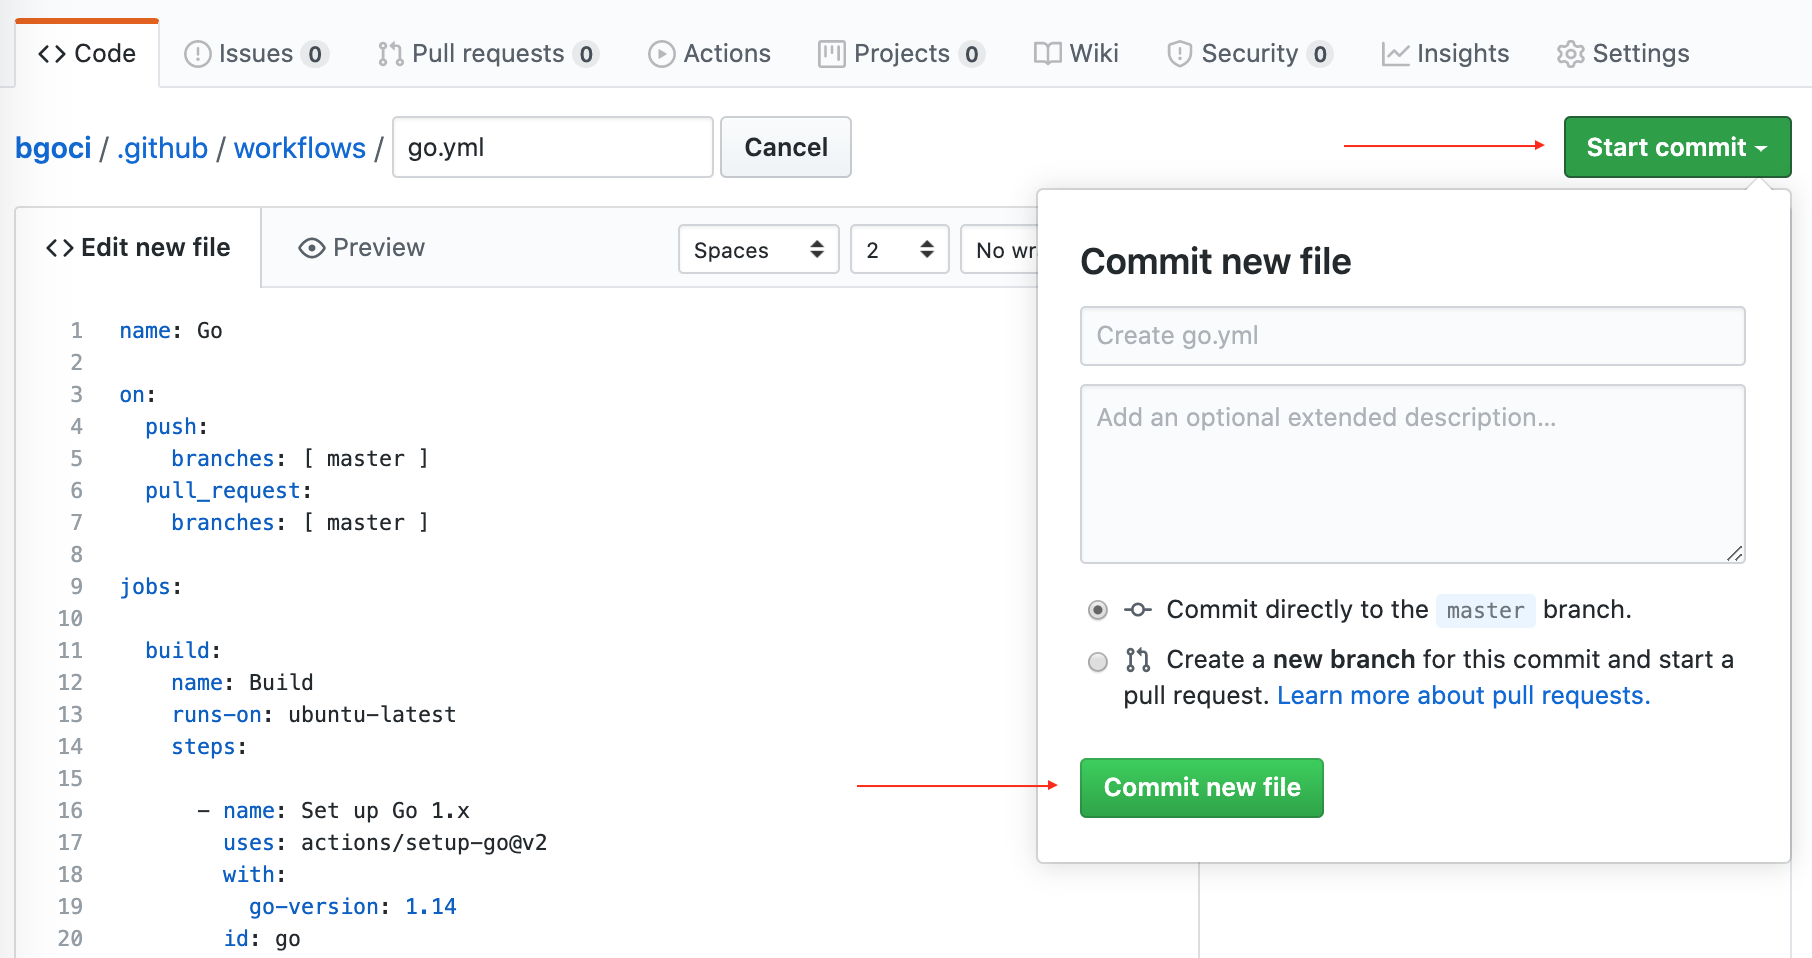 Code Issues 0 Pull requests 0 Actions Projects 0 Wiki Security 0 Insights Settings
bgoci / .github / workflows / go.yml Cancel Start commit
Edit new file Preview Spaces 2 No wr
Commit new file
Create go.yml
Add an optional extended description...
Commit directly to the master branch.
Create a new branch for this commit and start a
pull request. Learn more about pull requests.
Commit new file
1 name: Go
2
3 on:
4 push:
5 branches: [ master ]
6 pull_request:
7 branches: [ master ]
8
9 jobs:
10
11 build:
12 name: Build
13 runs-on: ubuntu-latest
14 steps:
15
16 - name: Set up Go 1.x
17 uses: actions/setup-go@v2
18 with:
19 go-version: 1.14
20 id: go